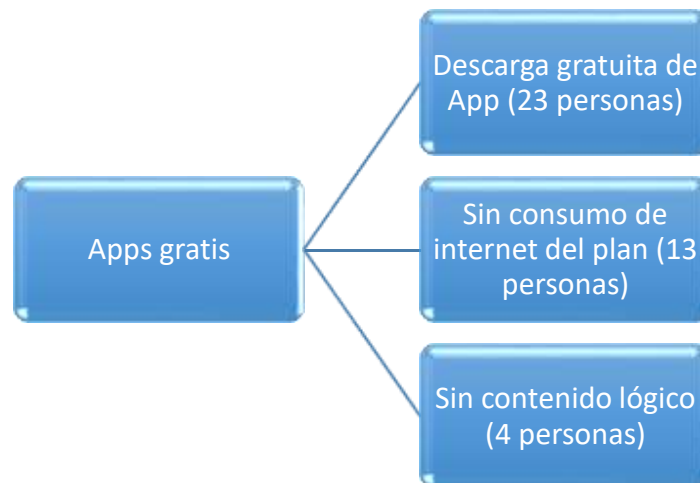 Descarga gratuita de
App (23 personas)
Apps gratis
Sin consumo de
internet del plan (13
personas)
Sin contenido lógico
(4 personas)